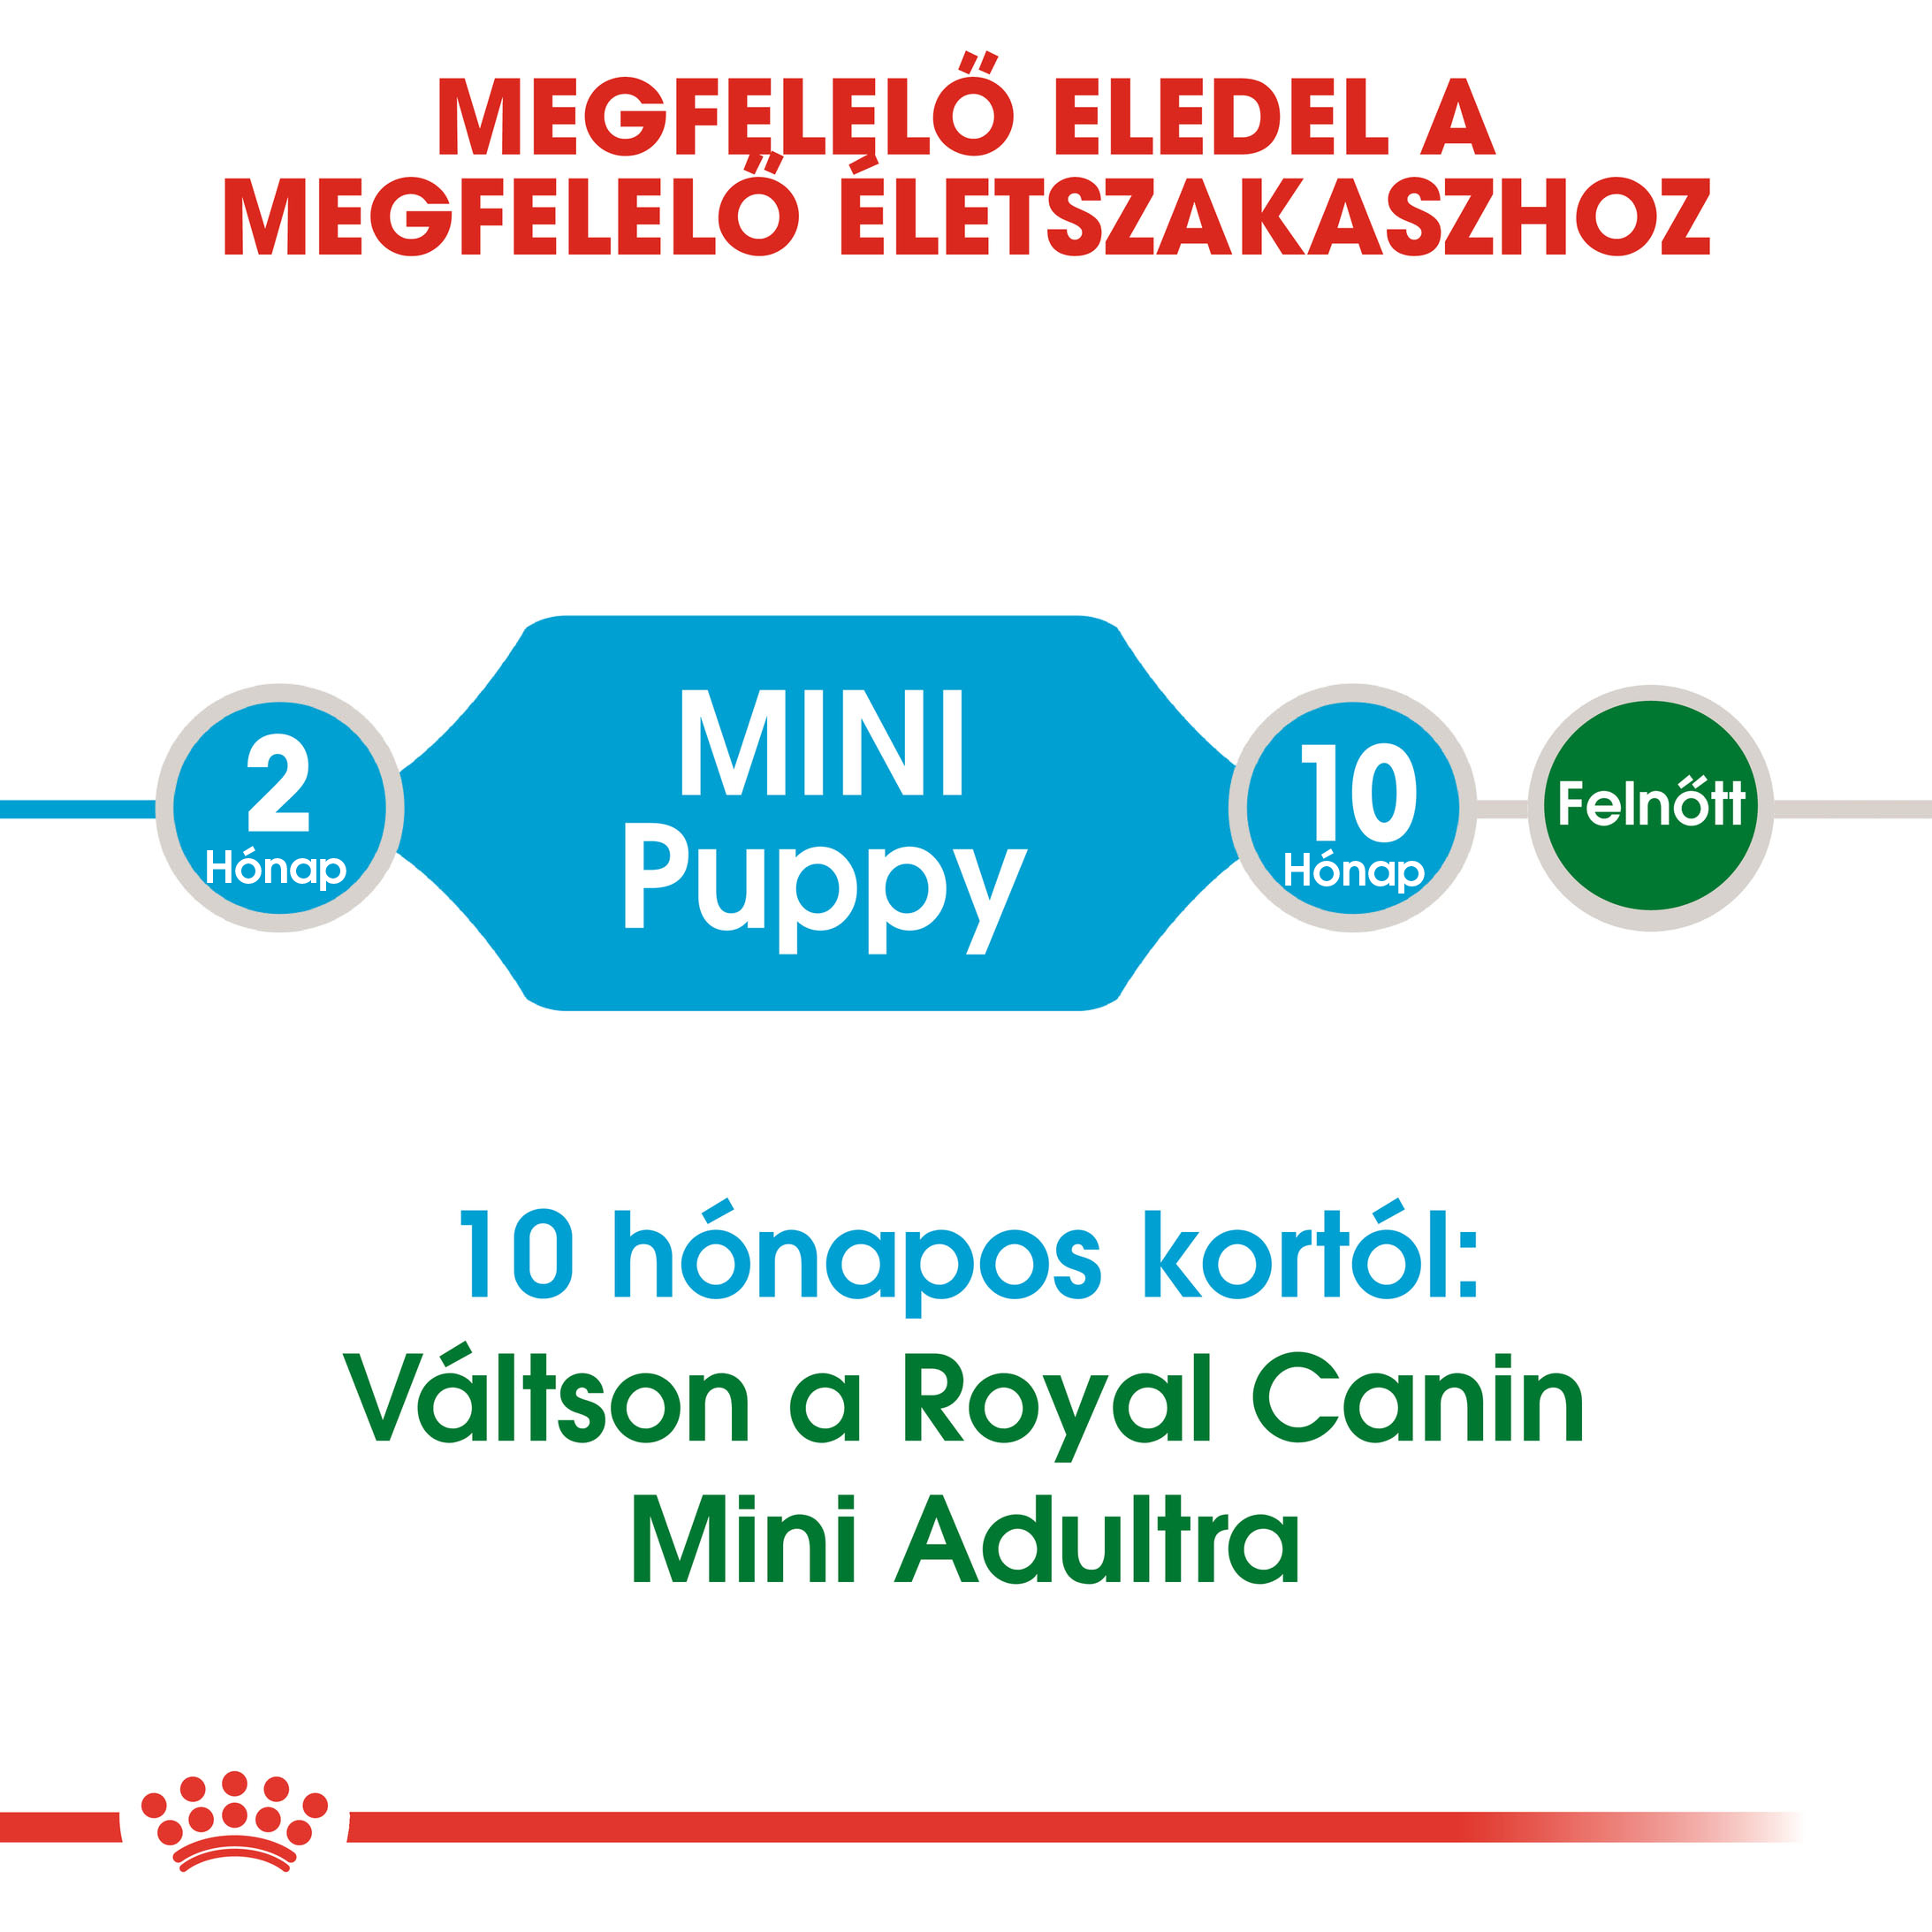 MEGFELELŐ ELEDEL A
MEGFELELŐ ÉLETSZAKASZHOZ
2
Hónap
MINI
Puppy
10
Hónap
Felnőtt
10 hónapos kortól:
Váltson a Royal Canin
Mini Adultra